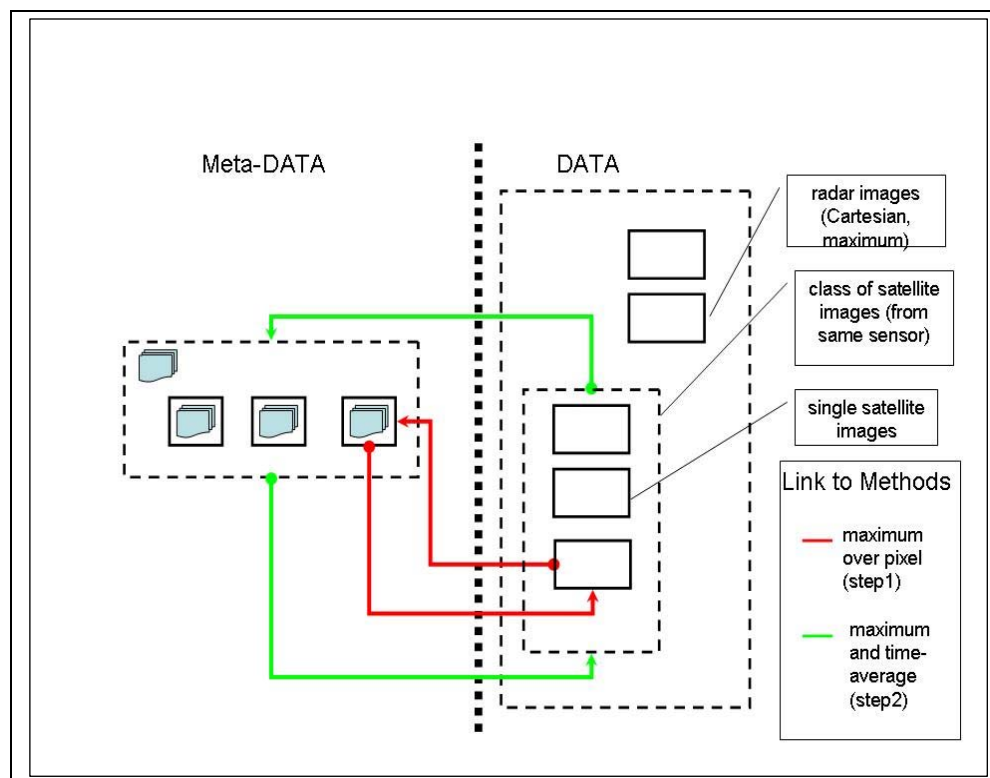 Meta-DATA
DATA
radar images
(Cartesian,
maximum)
class of satellite
images (from
same sensor)
single satellite
images
Link to Methods
maximum
over pixel
(step1)
maximum
and time-
average
(step2)